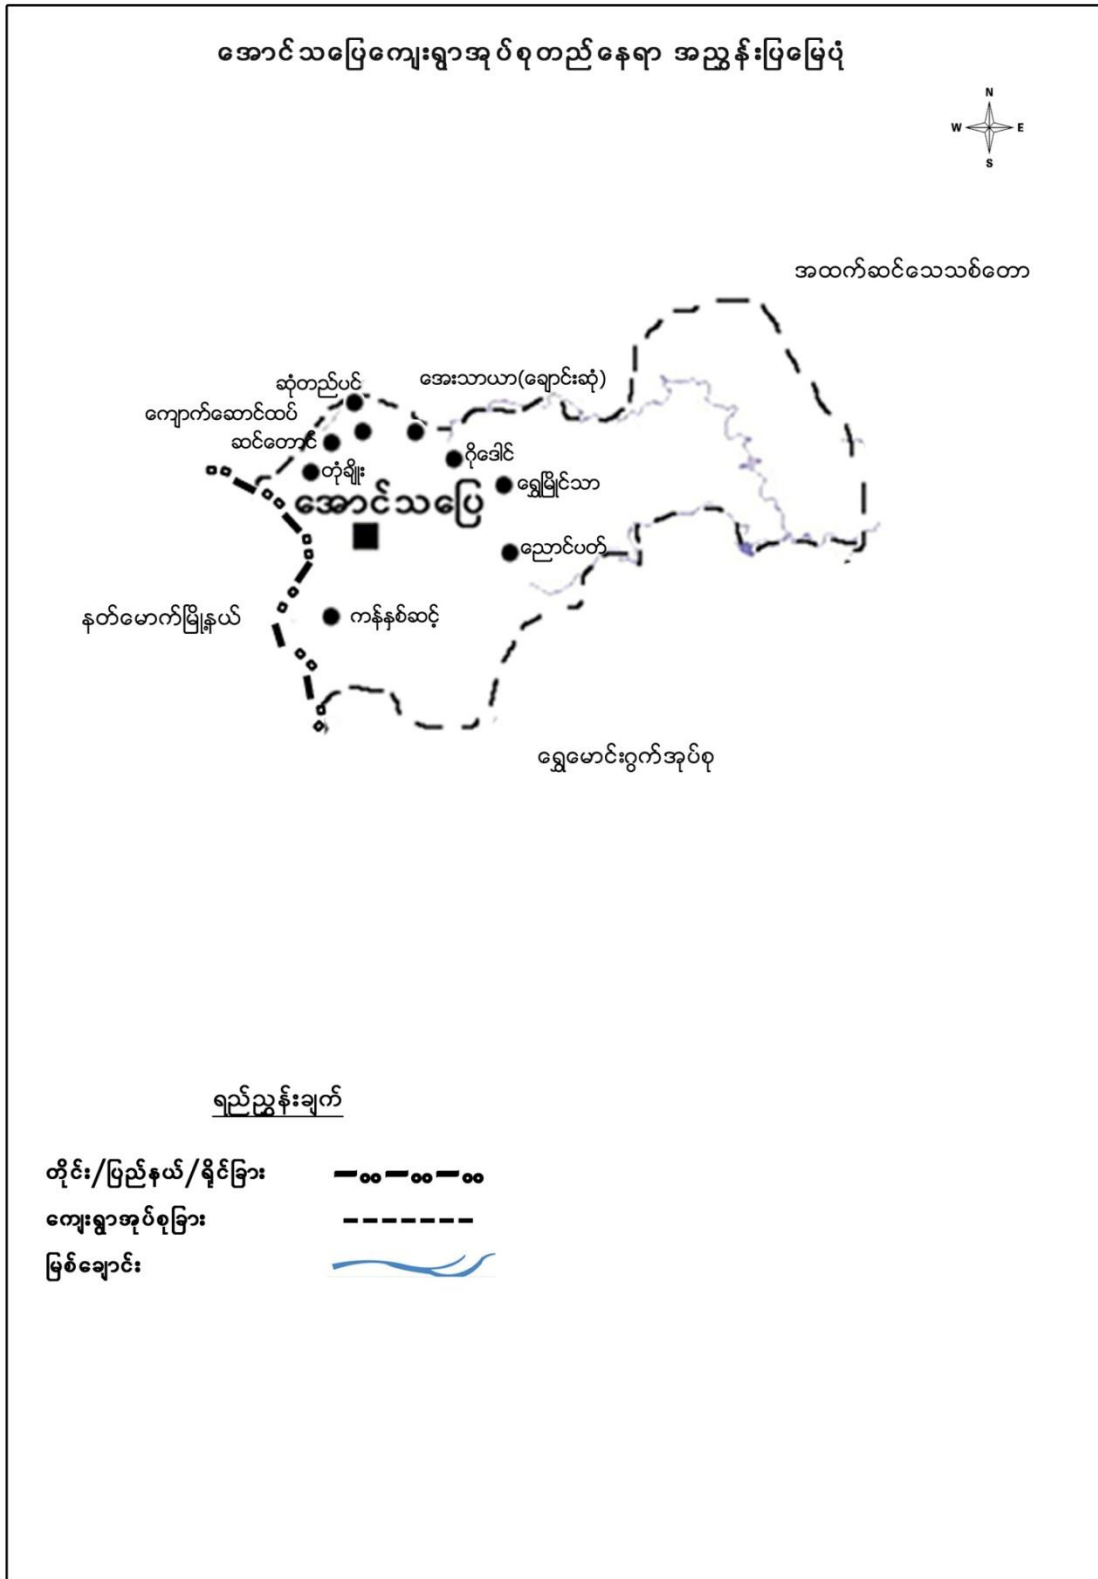 အောင်သပြေကျေးရွာအုပ်စုတည်နေရာ အညွှန်းပြမြေပုံ
N
W E
S
အထက်ဆင်သေသစ်တော
ဆုံတည်ပင်
အေးသာယာ(ချောင်းဆုံ)
ကျောက်ဆောင်ထပ်
ဆင်တောင်
ဂိုဒေါင်
တုံချိုး
ရွှေမြိုင်သာ
အောင်သပြေ
ညောင်ပတ်
နတ်မောက်မြို့နယ်
ကန်နှစ်ဆင့်
ရွှေမောင်းဂွက်အုပ်စု
ရည်ညွှန်းချက်
တိုင်း/ပြည်နယ်/ရိုင်ခြား
ကျေးရွာအုပ်စုခြား
မြစ်ချောင်း